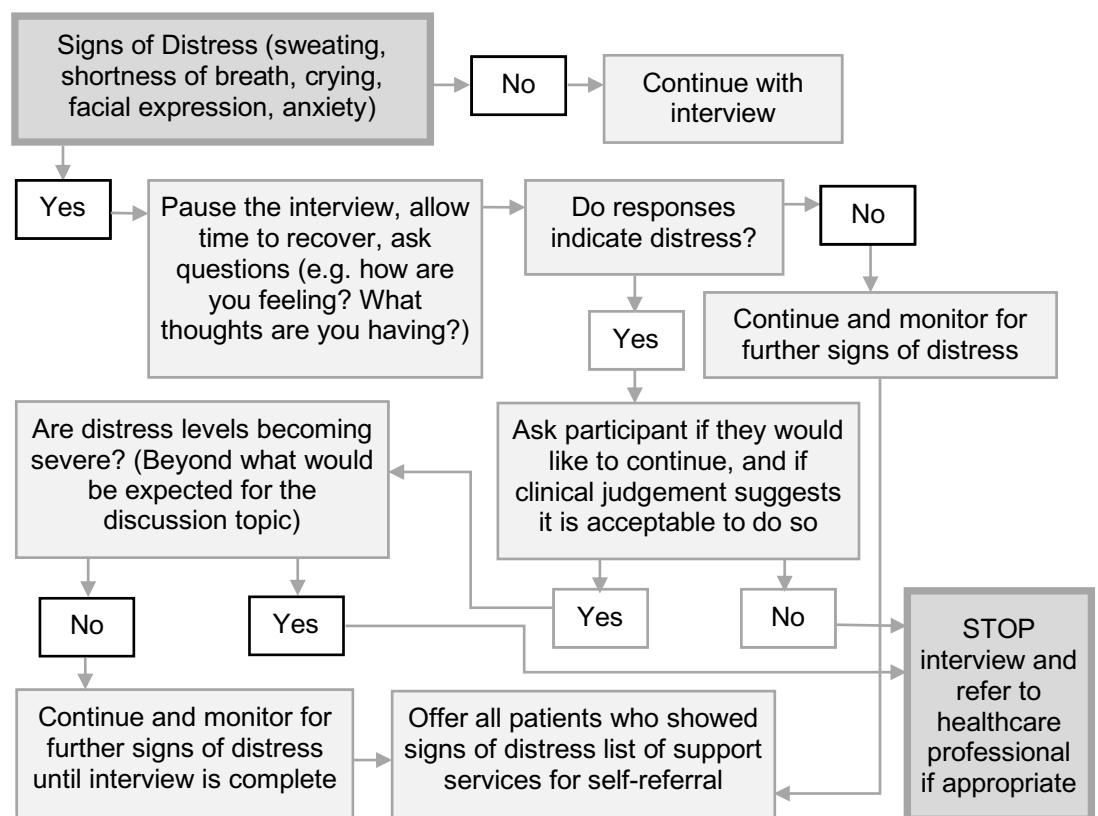 Signs of Distress (sweating,
shortness of breath, crying,
facial expression, anxiety)
No
Continue with
interview
Yes
Pause the interview, allow
time to recover, ask
questions (e.g. how are
you feeling? What
thoughts are you having?)
Do responses
indicate distress?
No
Yes
Continue and monitor for
further signs of distress
Are distress levels becoming
severe? (Beyond what would
be expected for the
discussion topic)
Ask participant if they would
like to continue, and if
clinical judgement suggests
it is acceptable to do so
No
Yes
Yes
No
STOP
interview and
refer to
healthcare
professional
if appropriate
Continue and monitor for
further signs of distress
until interview is complete
Offer all patients who showed
signs of distress list of support
services for self-referral